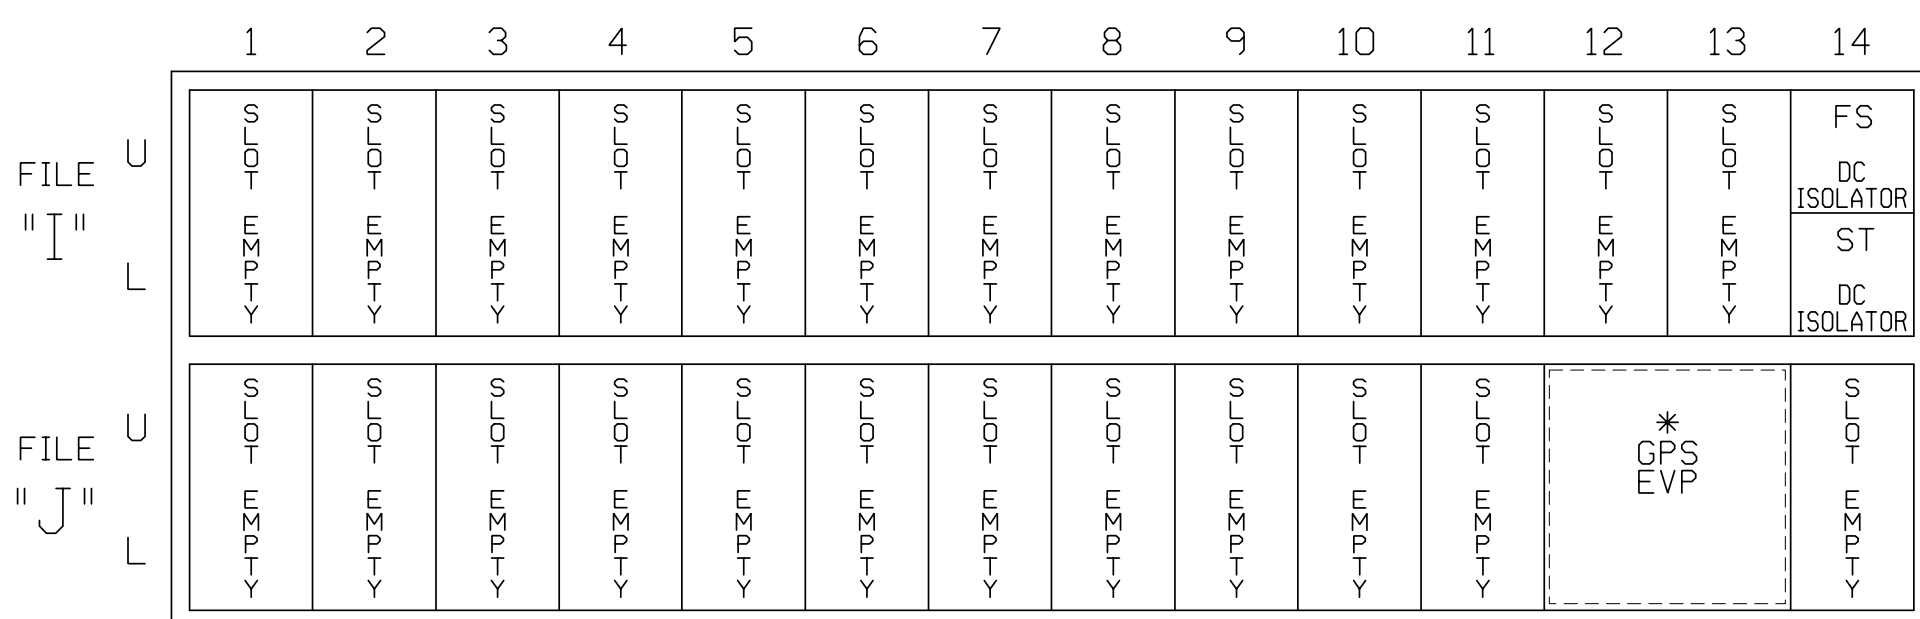 1 2 3 4 5 6 7 8 9 10 11 12 13 14
FILE "I"
U
L
SLOT EMPTY
SLOT EMPTY
SLOT EMPTY
SLOT EMPTY
SLOT EMPTY
SLOT EMPTY
SLOT EMPTY
SLOT EMPTY
SLOT EMPTY
SLOT EMPTY
SLOT EMPTY
SLOT EMPTY
SLOT EMPTY
FS
DC
ISOLATOR
ST
DC
ISOLATOR
FILE "J"
U
L
SLOT EMPTY
SLOT EMPTY
SLOT EMPTY
SLOT EMPTY
SLOT EMPTY
SLOT EMPTY
SLOT EMPTY
SLOT EMPTY
SLOT EMPTY
SLOT EMPTY
SLOT EMPTY
*
GPS
EVP
SLOT EMPTY